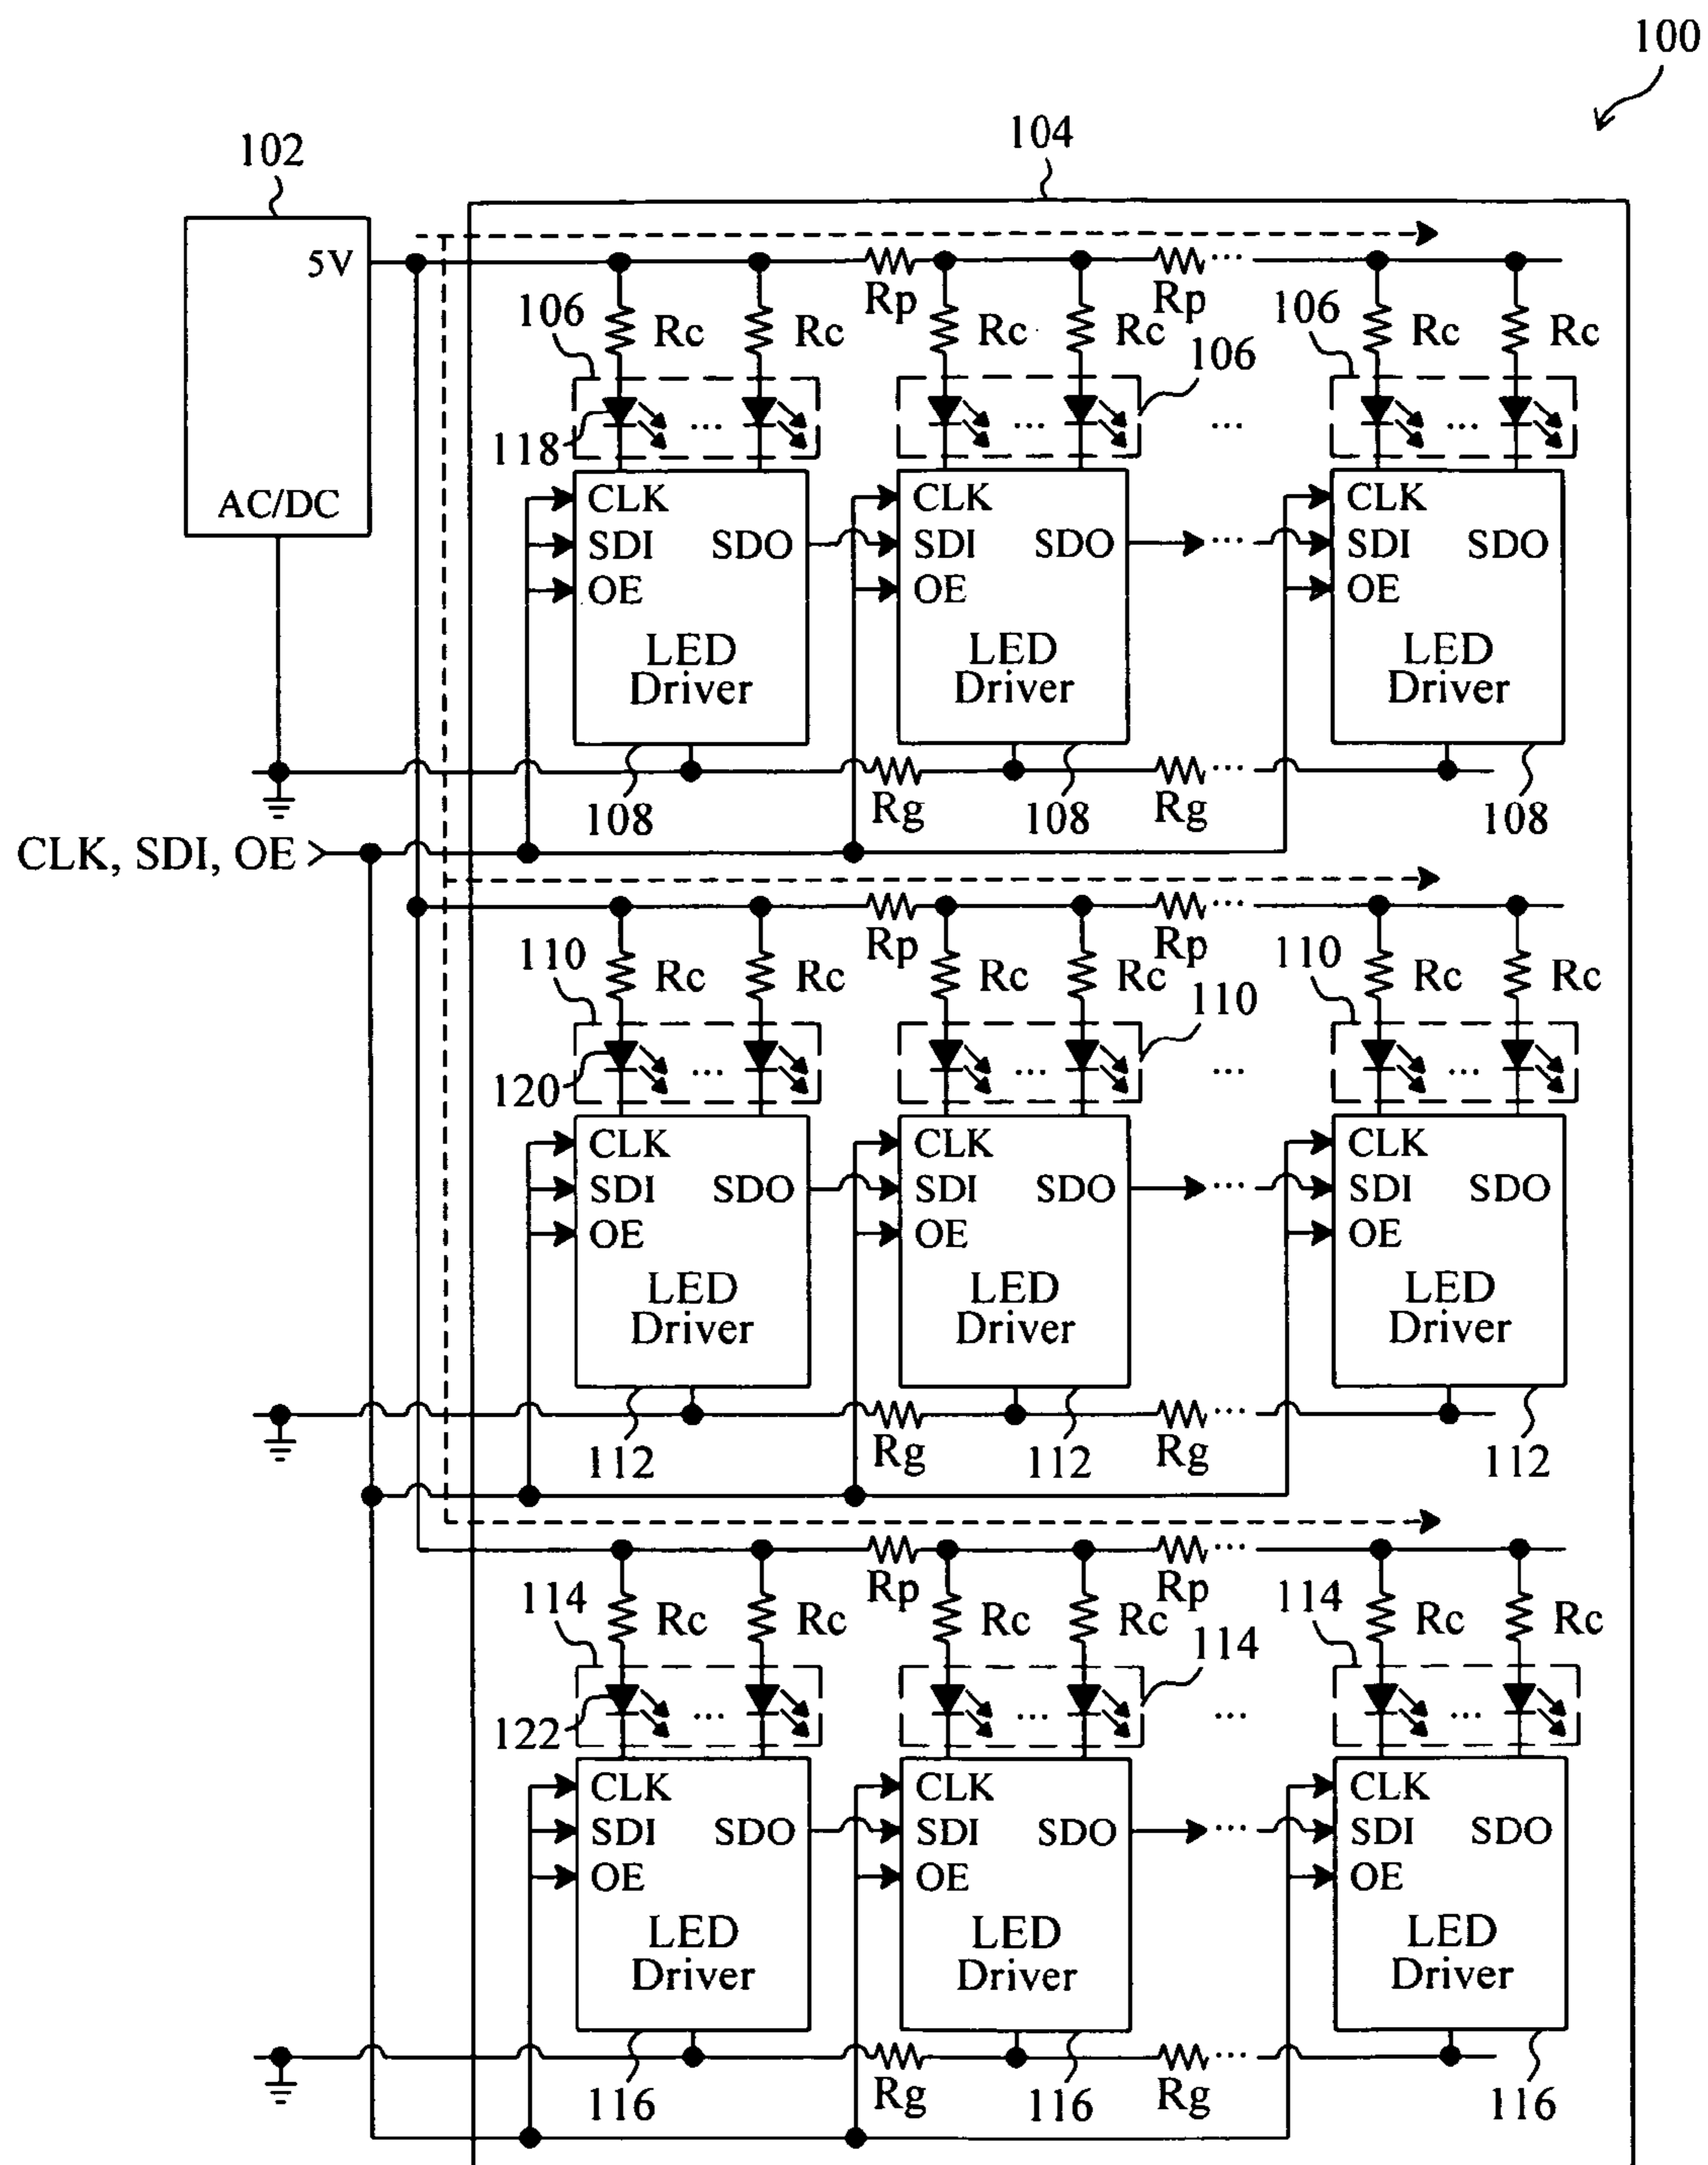 100
102
104
5V
Rp
Rp
106
Rc
Rc
Rc
Rc
106
106
Rc
Rc
118
...
...
...
...
AC/DC
CLK
SDI
SDO
OE
LED
Driver
CLK
SDI
SDO
OE
LED
Driver
...
CLK
SDI
SDO
OE
LED
Driver
108
Rg
108
Rg
...
108
CLK, SDI, OE
Rp
Rp
...
110
Rc
Rc
Rc
Rc
110
110
Rc
Rc
120
...
...
...
...
CLK
SDI
SDO
OE
LED
Driver
CLK
SDI
SDO
OE
LED
Driver
...
CLK
SDI
SDO
OE
LED
Driver
112
Rg
112
Rg
...
112
Rp
Rp
...
114
Rc
Rc
Rc
Rc
114
114
Rc
Rc
122
...
...
...
...
CLK
SDI
SDO
OE
LED
Driver
CLK
SDI
SDO
OE
LED
Driver
...
CLK
SDI
SDO
OE
LED
Driver
116
Rg
116
Rg
...
116